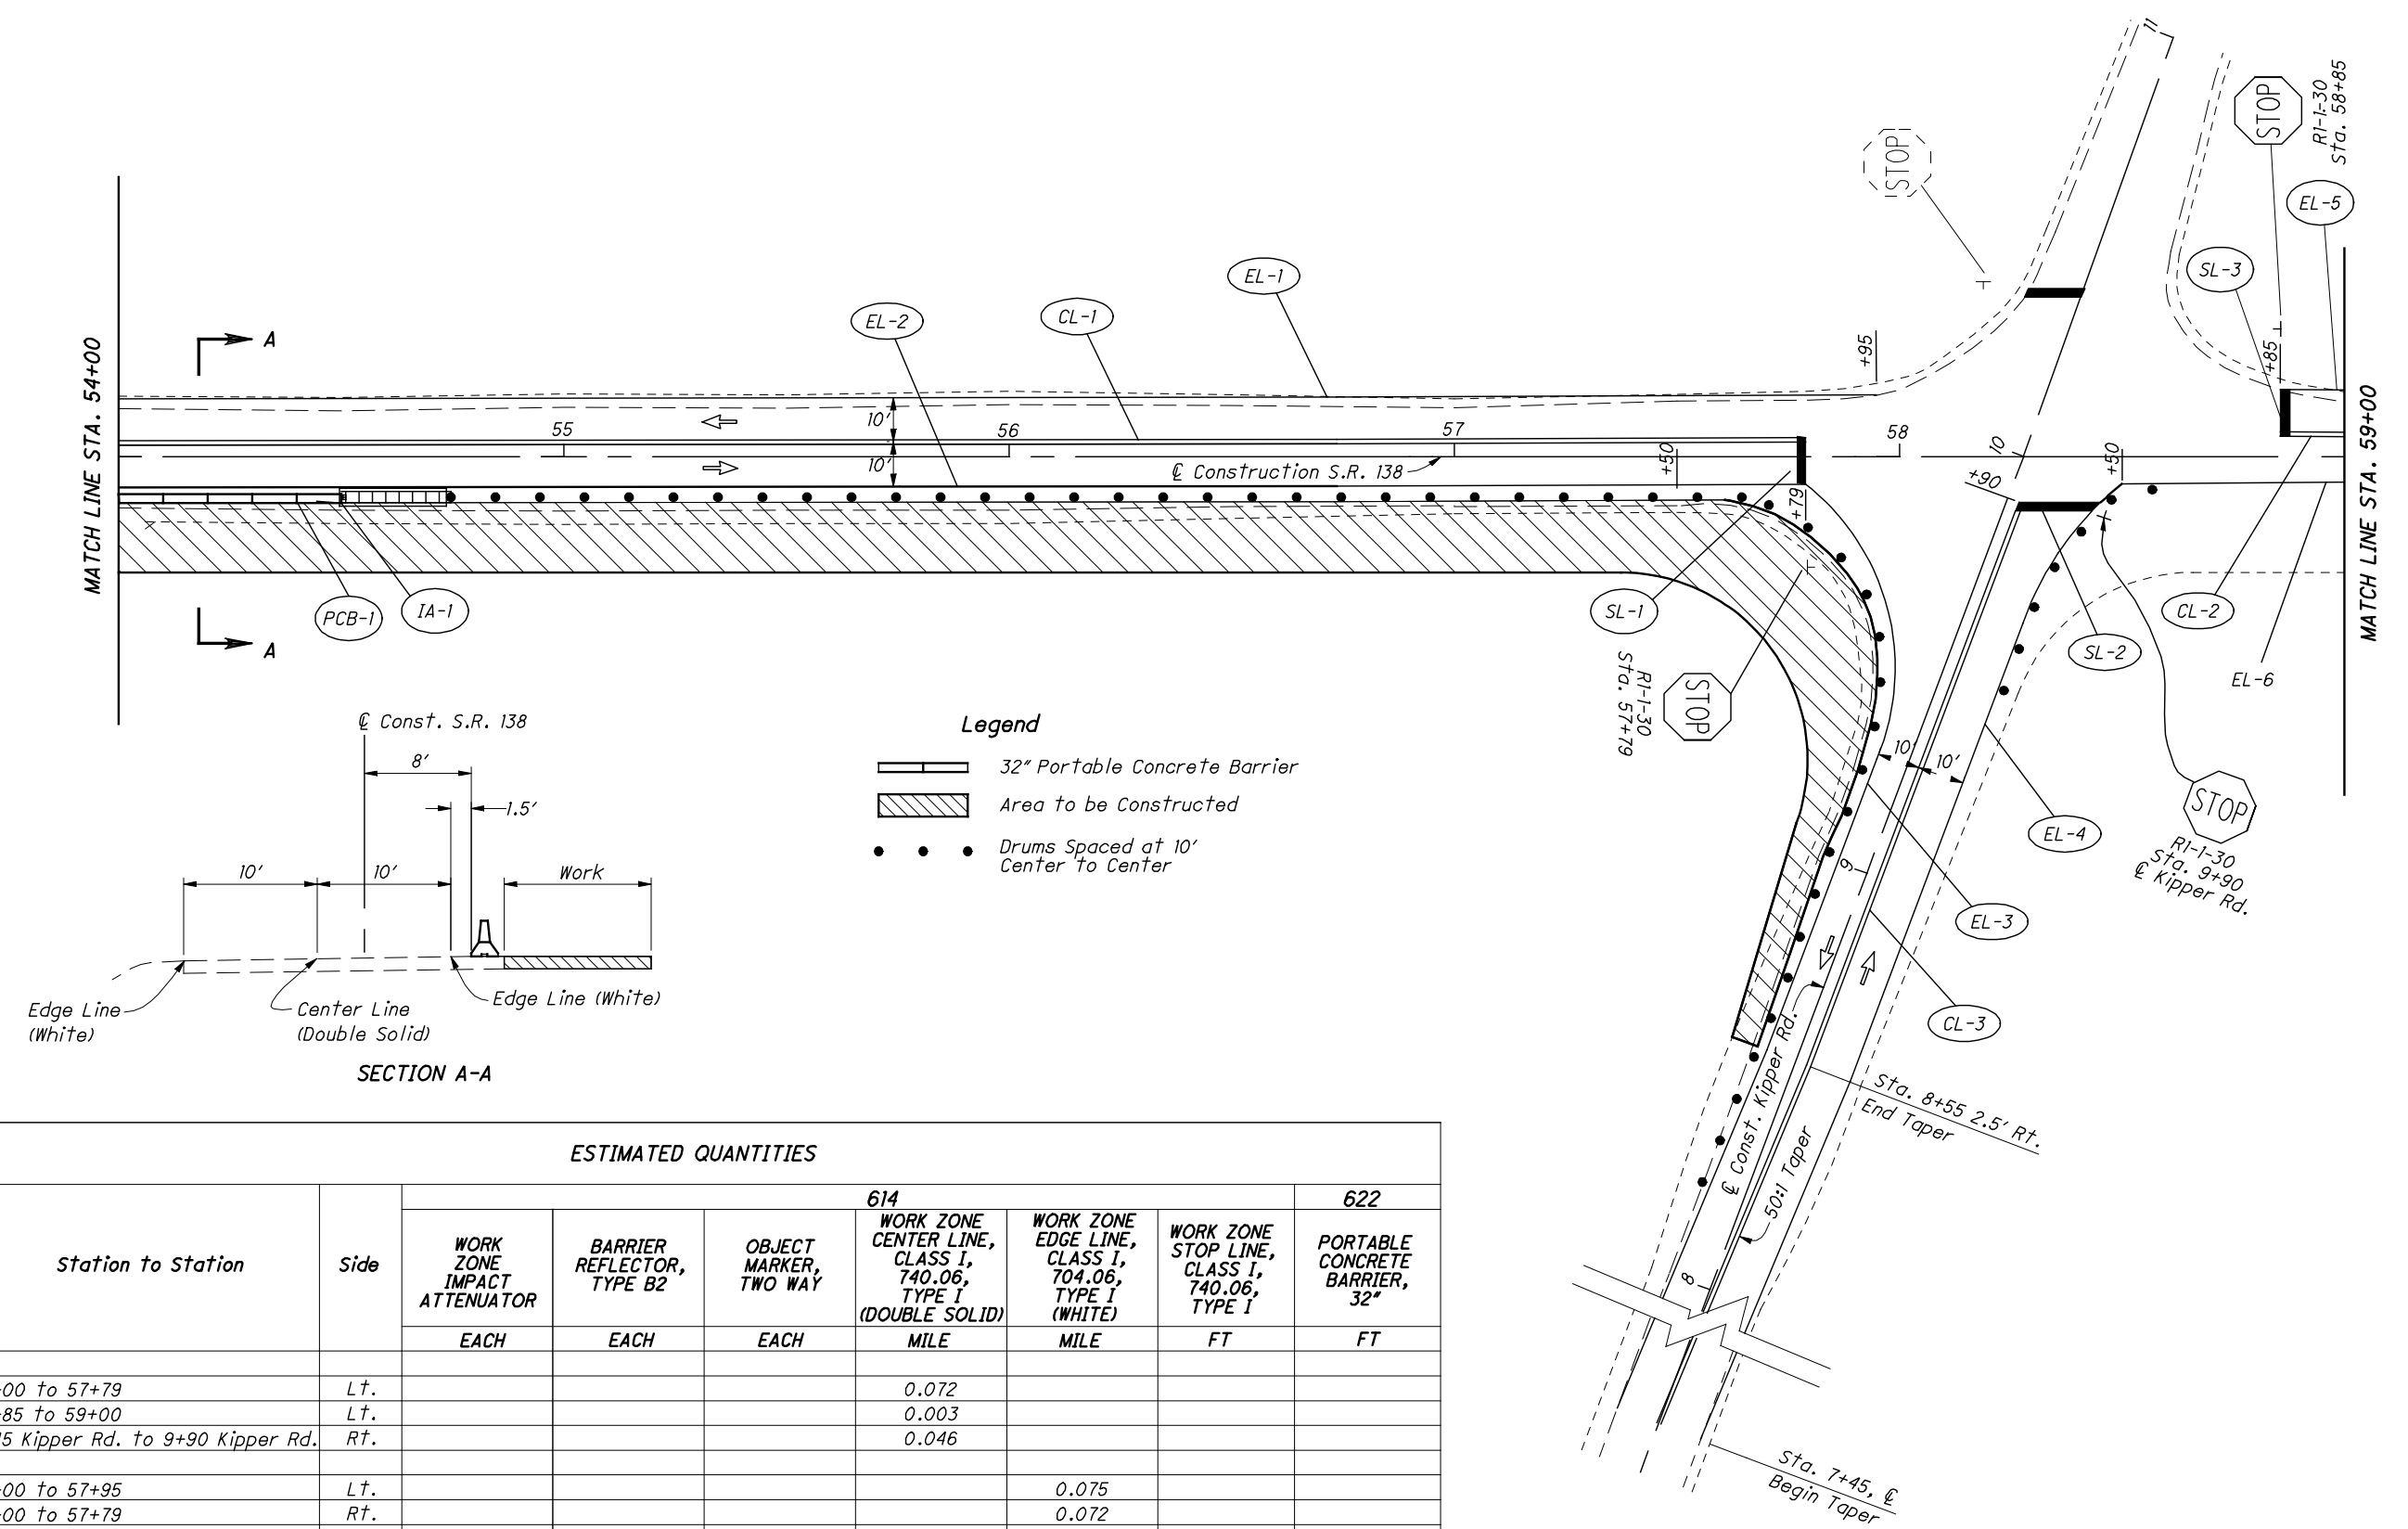 11
STOP
R1-1-30
Sta. 58+85
STOP
EL-5
SL-3
EL-1
CL-1
EL-2
A
+95
+85
MATCH LINE STA. 54+00
MATCH LINE STA. 59+00
10'
55
56
57
58
10
+50
+50
10'
℄ Construction S.R. 138
+90
+79
PCB-1
IA-1
SL-1
CL-2
SL-2
A
EL-6
R1-1-30
Sta. 57+79
STOP
℄ Const. S.R. 138
8'
1.5'
10'
10'
Work
Edge Line
(White)
Center Line
(Double Solid)
Edge Line (White)
SECTION A-A
Legend
32" Portable Concrete Barrier
Area to be Constructed
Drums Spaced at 10'
Center to Center
10'
10'
STOP
R1-1-30
Sta. 9+90
℄ Kipper Rd.
EL-4
9
EL-3
CL-3
℄ Const. Kipper Rd.
Sta. 8+55 2.5' Rt.
End Taper
50:1 Taper
8
Sta. 7+45, ℄
Begin Taper
ESTIMATED QUANTITIES
614
622
Station to Station
Side
WORK
ZONE
IMPACT
ATTENUATOR
BARRIER
REFLECTOR,
TYPE B2
OBJECT
MARKER,
TWO WAY
WORK ZONE
CENTER LINE,
CLASS I,
740.06,
TYPE I
(DOUBLE SOLID)
WORK ZONE
EDGE LINE,
CLASS I,
704.06,
TYPE I
(WHITE)
WORK ZONE
STOP LINE,
CLASS I,
740.06,
TYPE I
PORTABLE
CONCRETE
BARRIER,
32"
EACH EACH EACH MILE MILE FT FT
+00 to 57+79 Lt. 0.072
+85 to 59+00 Lt. 0.003
45 Kipper Rd. to 9+90 Kipper Rd. Rt. 0.046
+00 to 57+95 Lt. 0.075
+00 to 57+79 Rt. 0.072